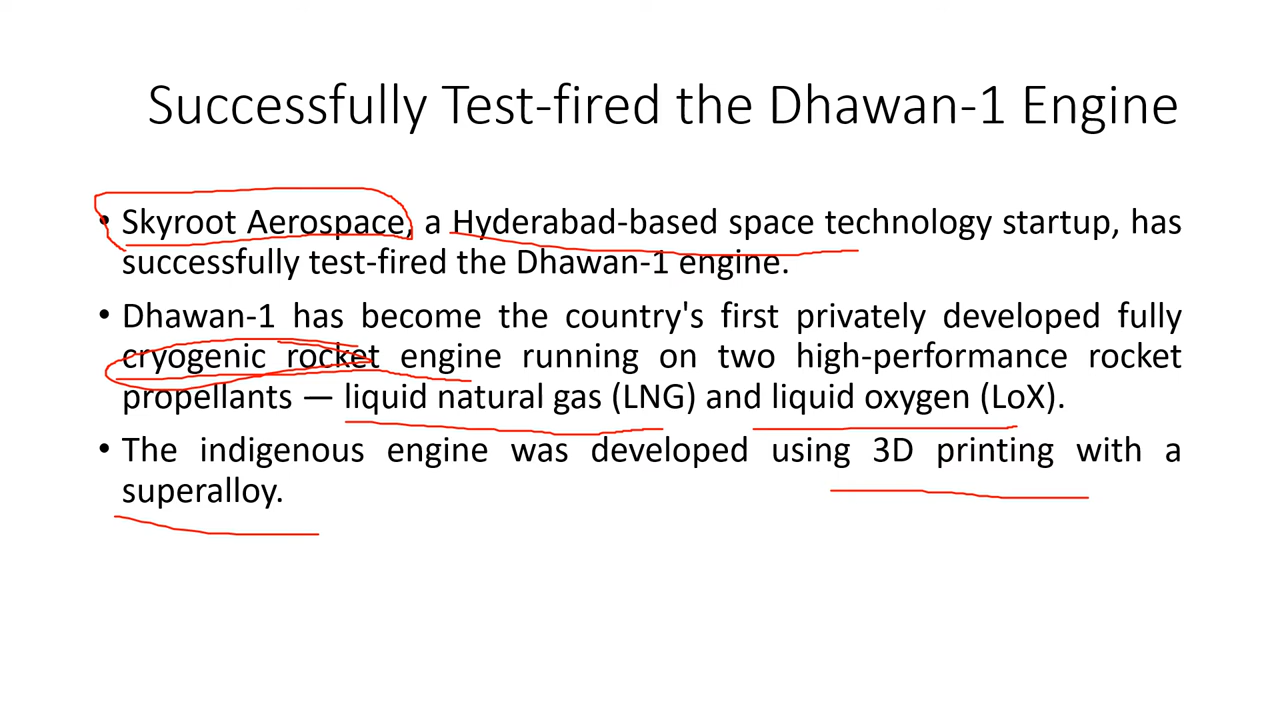 Successfully Test-fired the Dhawan-1 Engine
• Skyroot Aerospace, a Hyderabad-based space technology startup, has
successfully test-fired the Dhawan-1 engine.
• Dhawan-1 has become the country's first privately developed fully
cryogenic rocket engine running on two high-performance rocket
propellants — liquid natural gas (LNG) and liquid oxygen (LoX).
• The indigenous engine was developed using 3D printing with a
superalloy.